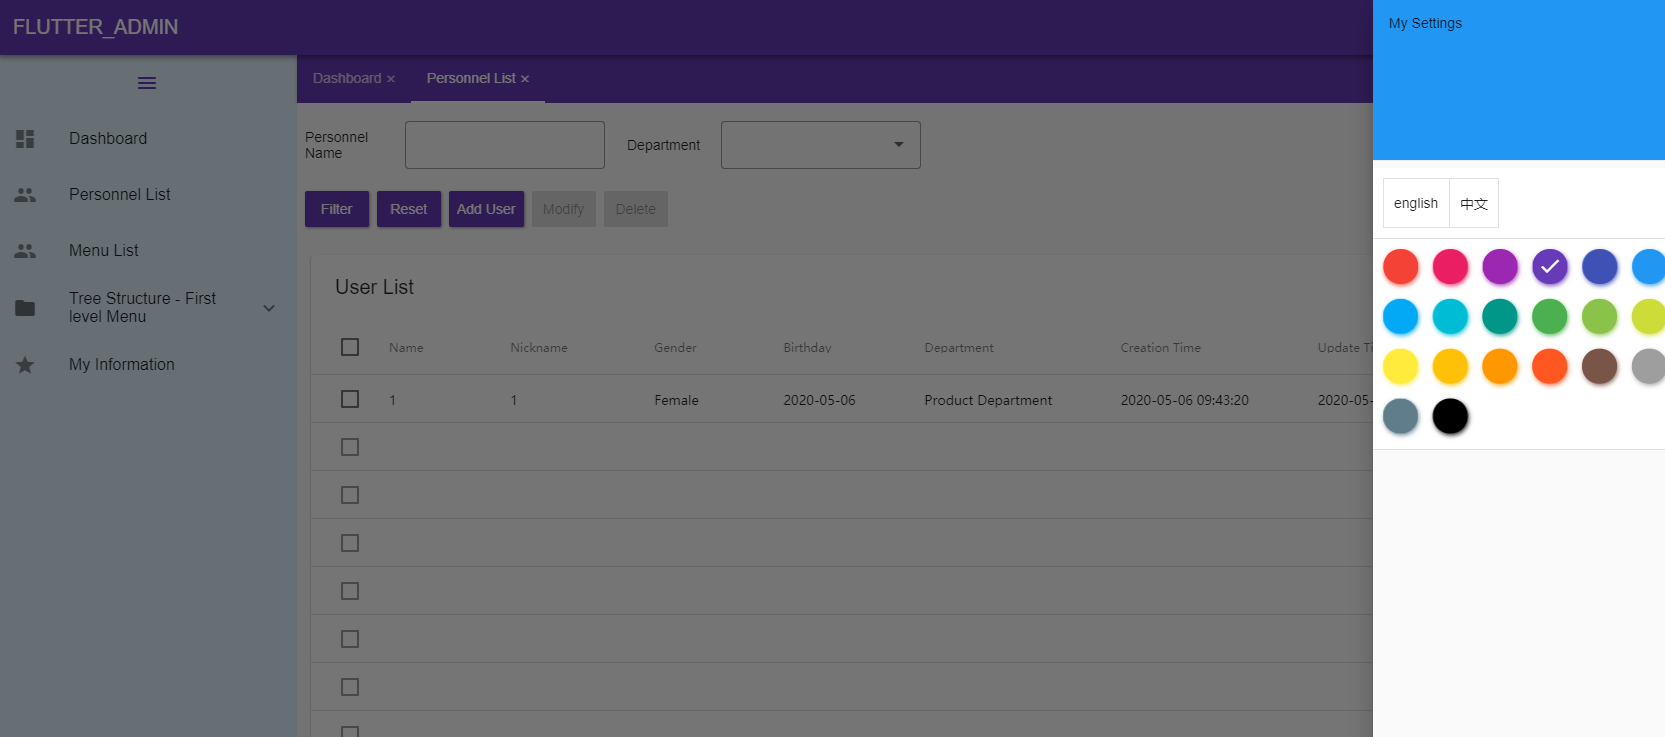 FLUTTER_ADMIN
My Settings
Dashboard ×
Personnel List ×
Dashboard
Personnel List
Menu List
Tree Structure - First
level Menu
My Information
Personnel
Name
Department
Filter
Reset
Add User
Modify
Delete
english
中文
User List
Name Nickname Gender Birthday Department Creation Time Update
1 1 Female 2020-05-06 Product Department 2020-05-06 09:43:20 2020-05-